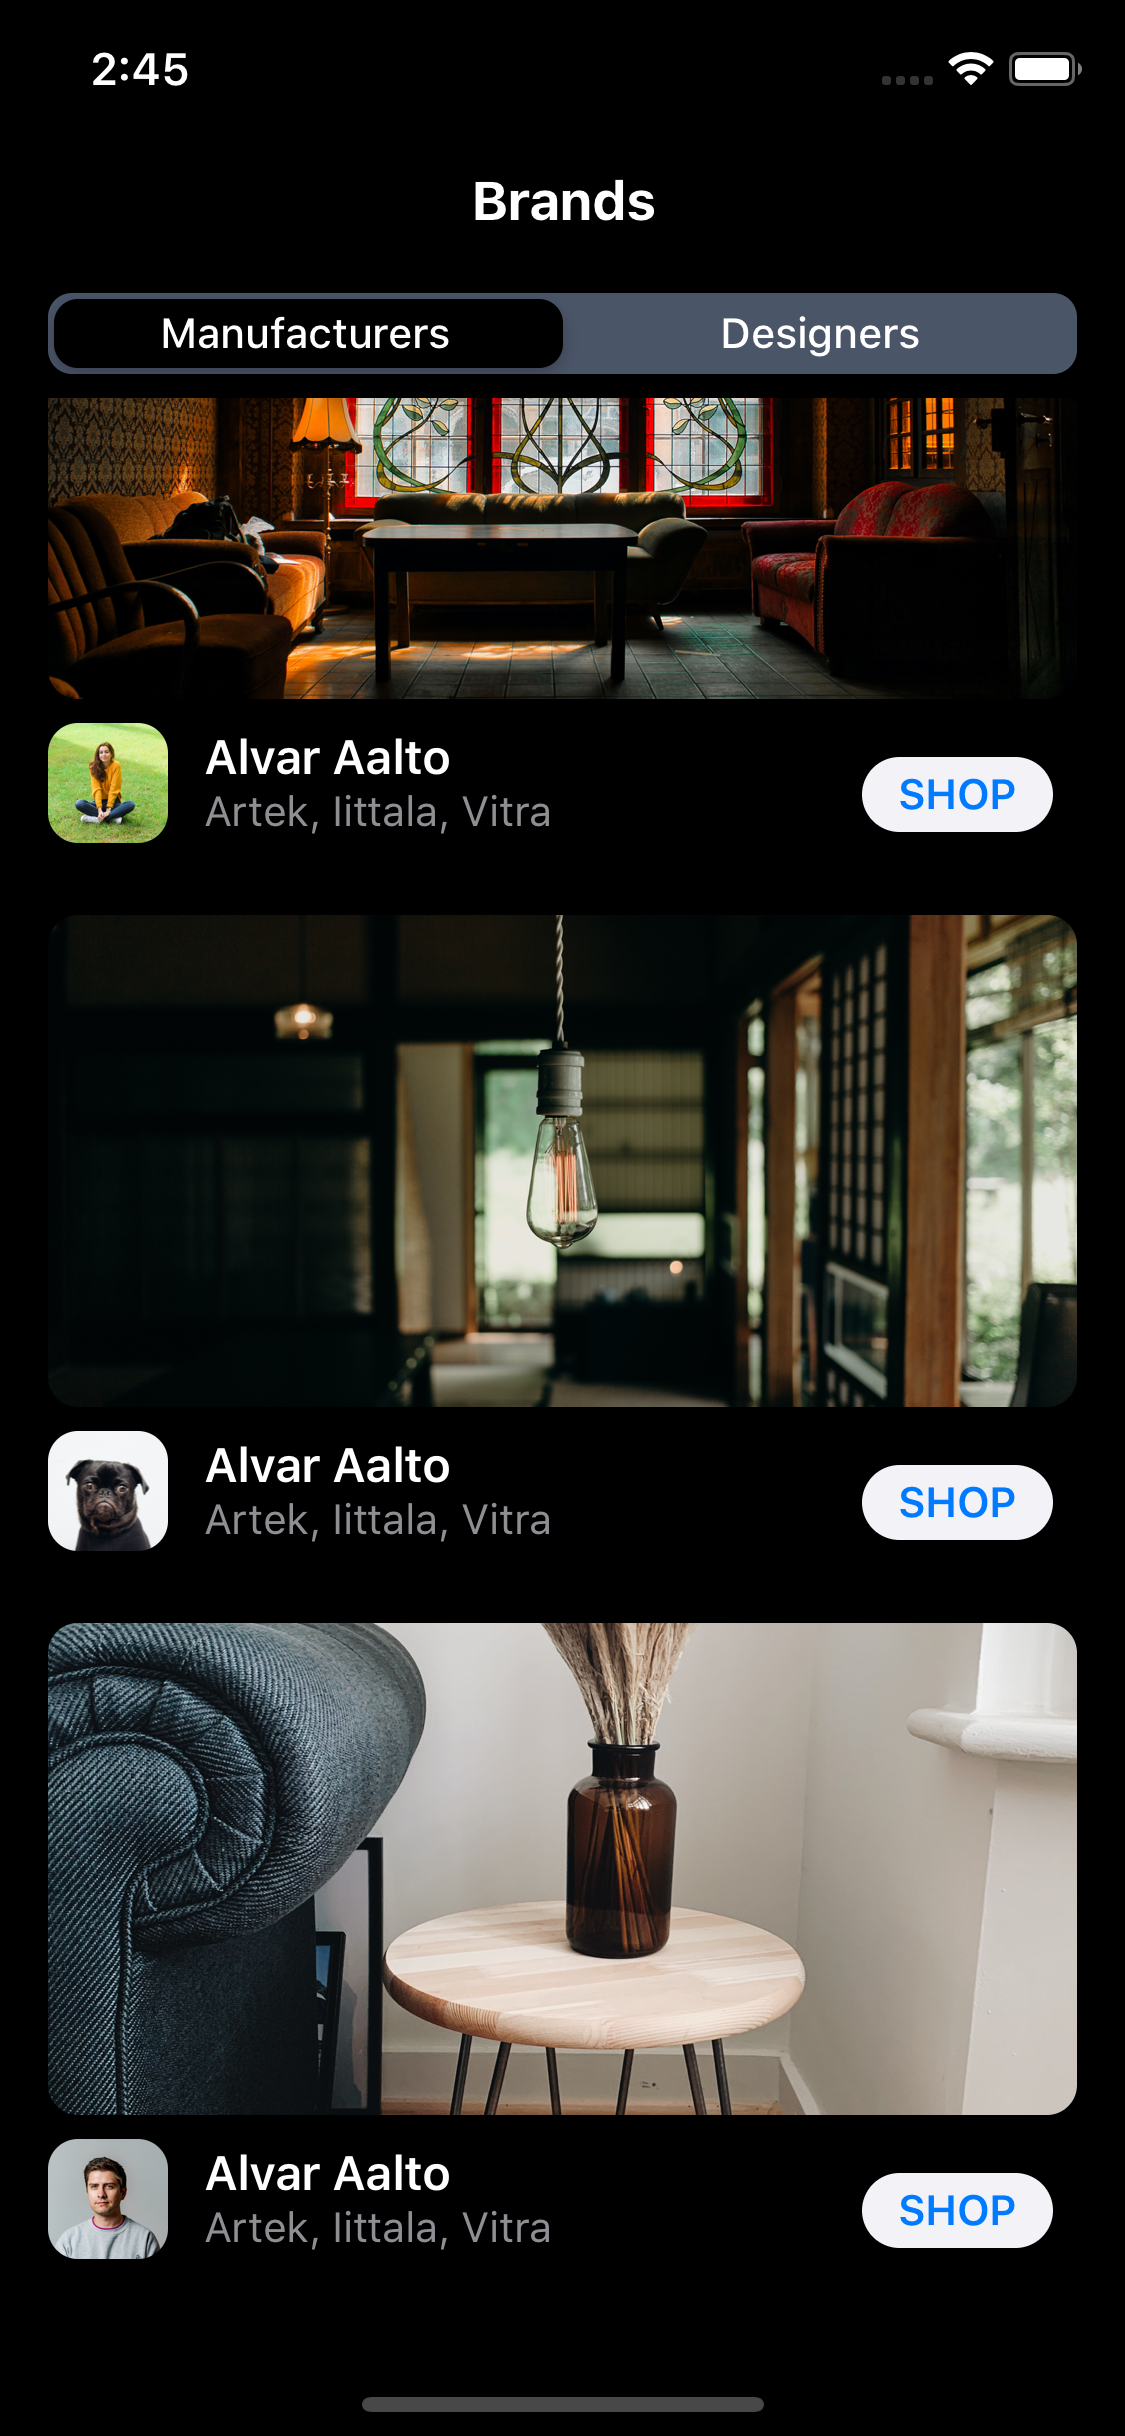 2:45
Brands
Manufacturers
Designers
Alvar Aalto
Artek, Iittala, Vitra
SHOP
Alvar Aalto
Artek, Iittala, Vitra
SHOP
Alvar Aalto
Artek, Iittala, Vitra
SHOP